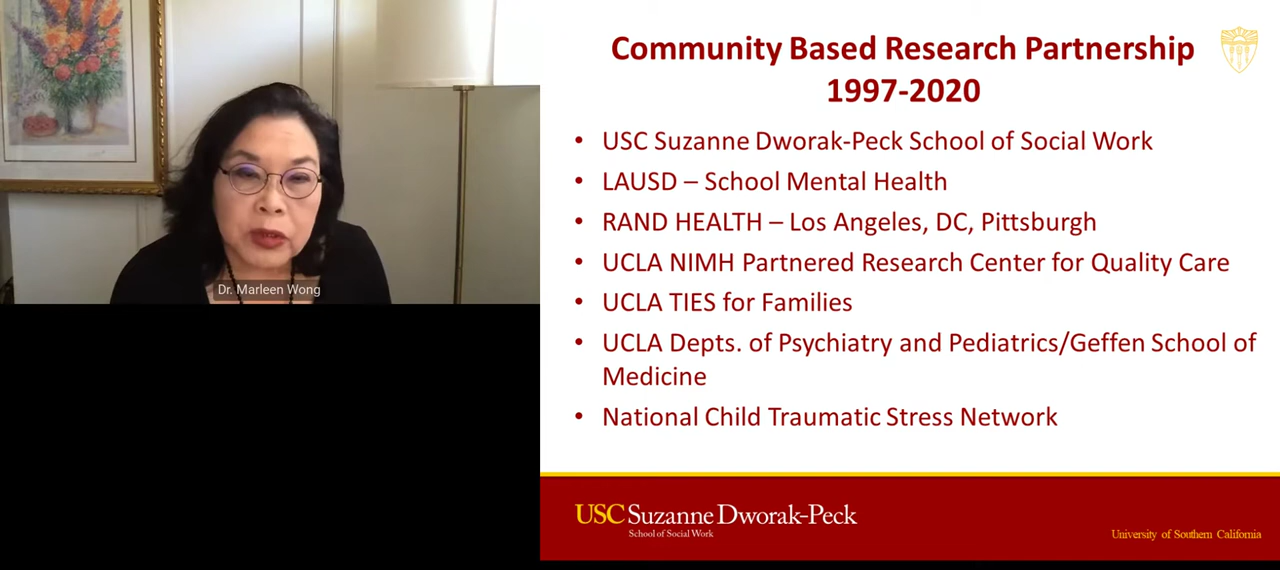 Dr. Marleen Wong
Community Based Research Partnership
1997-2020
• USC Suzanne Dworak-Peck School of Social Work
• LAUSD – School Mental Health
• RAND HEALTH – Los Angeles, DC, Pittsburgh
• UCLA NIMH Partnered Research Center for Quality Care
• UCLA TIES for Families
• UCLA Depts. of Psychiatry and Pediatrics/Geffen School of
Medicine
• National Child Traumatic Stress Network
USC Suzanne Dworak-Peck
School of Social Work
University of Southern California